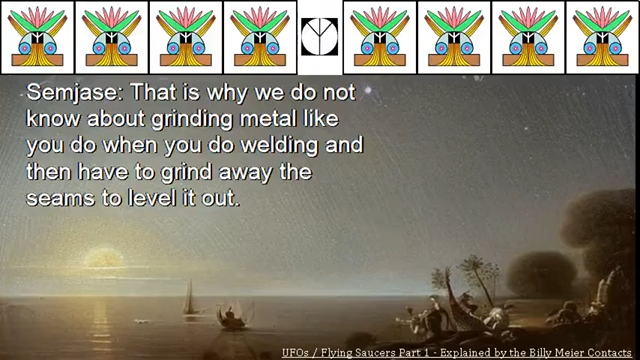 Semjase: That is why we do not
know about grinding metal like
you do when you do welding and
then have to grind away the
seams to level it out.
UFOs / Flying Saucers Part 1 - Explained by the Billy Meier Contacts